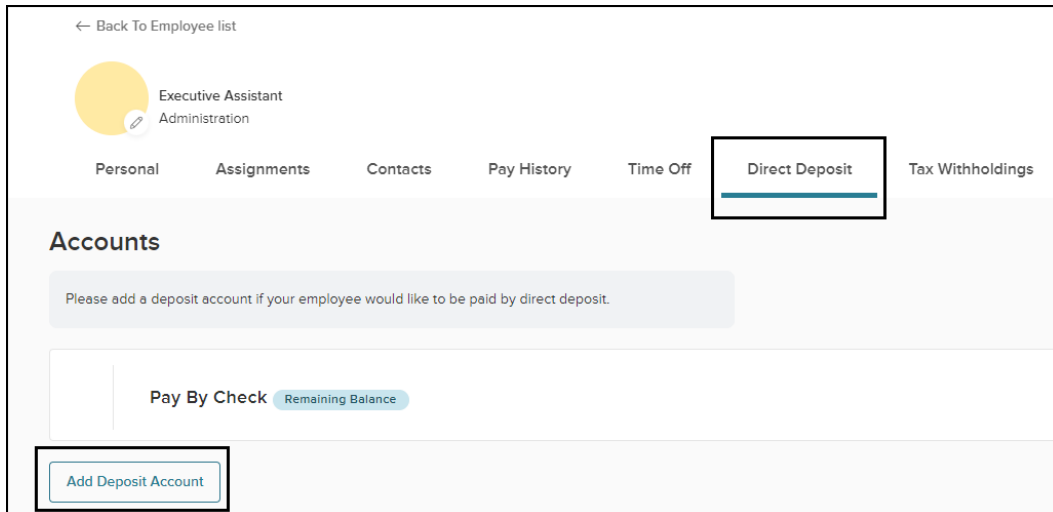 ← Back To Employee list
Executive Assistant
Administration
Personal Assignments Contacts Pay History Time Off Direct Deposit Tax Withholdings
Accounts
Please add a deposit account if your employee would like to be paid by direct deposit.
Pay By Check Remaining Balance
Add Deposit Account